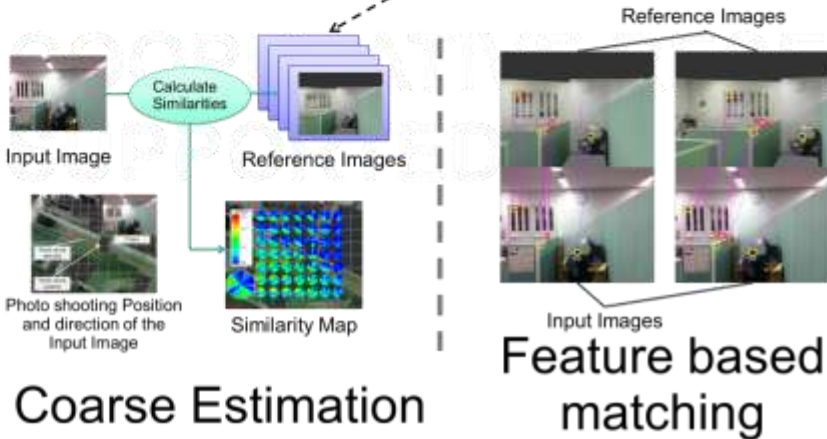 Reference Images
Calculate
Similarities
Input Image
Reference Images
Photo shooting Position
and direction of the
Input Image
Similarity Map
Input Images
Coarse Estimation
Feature based
matching